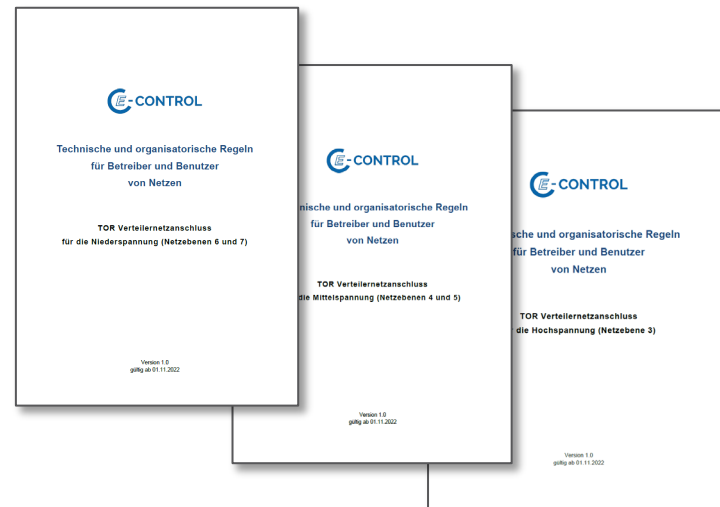 E-CONTROL
Technische und organisatorische Regeln
für Betreiber und Benutzer
von Netzen
TOR Verteilernetzanschluss
für die Niederspannung (Netzebenen 6 und 7)
Version 1.0
gültig ab 01.11.2022
E-CONTROL
nische und organisatorische Regeln
für Betreiber und Benutzer
von Netzen
TOR Verteilernetzanschluss
die Mittelspannung (Netzebenen 4 und 5)
Version 1.0
gültig ab 01.11.2022
E-CONTROL
sche und organisatorische Regeln
für Betreiber und Benutzer
von Netzen
TOR Verteilernetzanschluss
die Hochspannung (Netzebene 3)
Version 1.0
gültig ab 01.11.2022